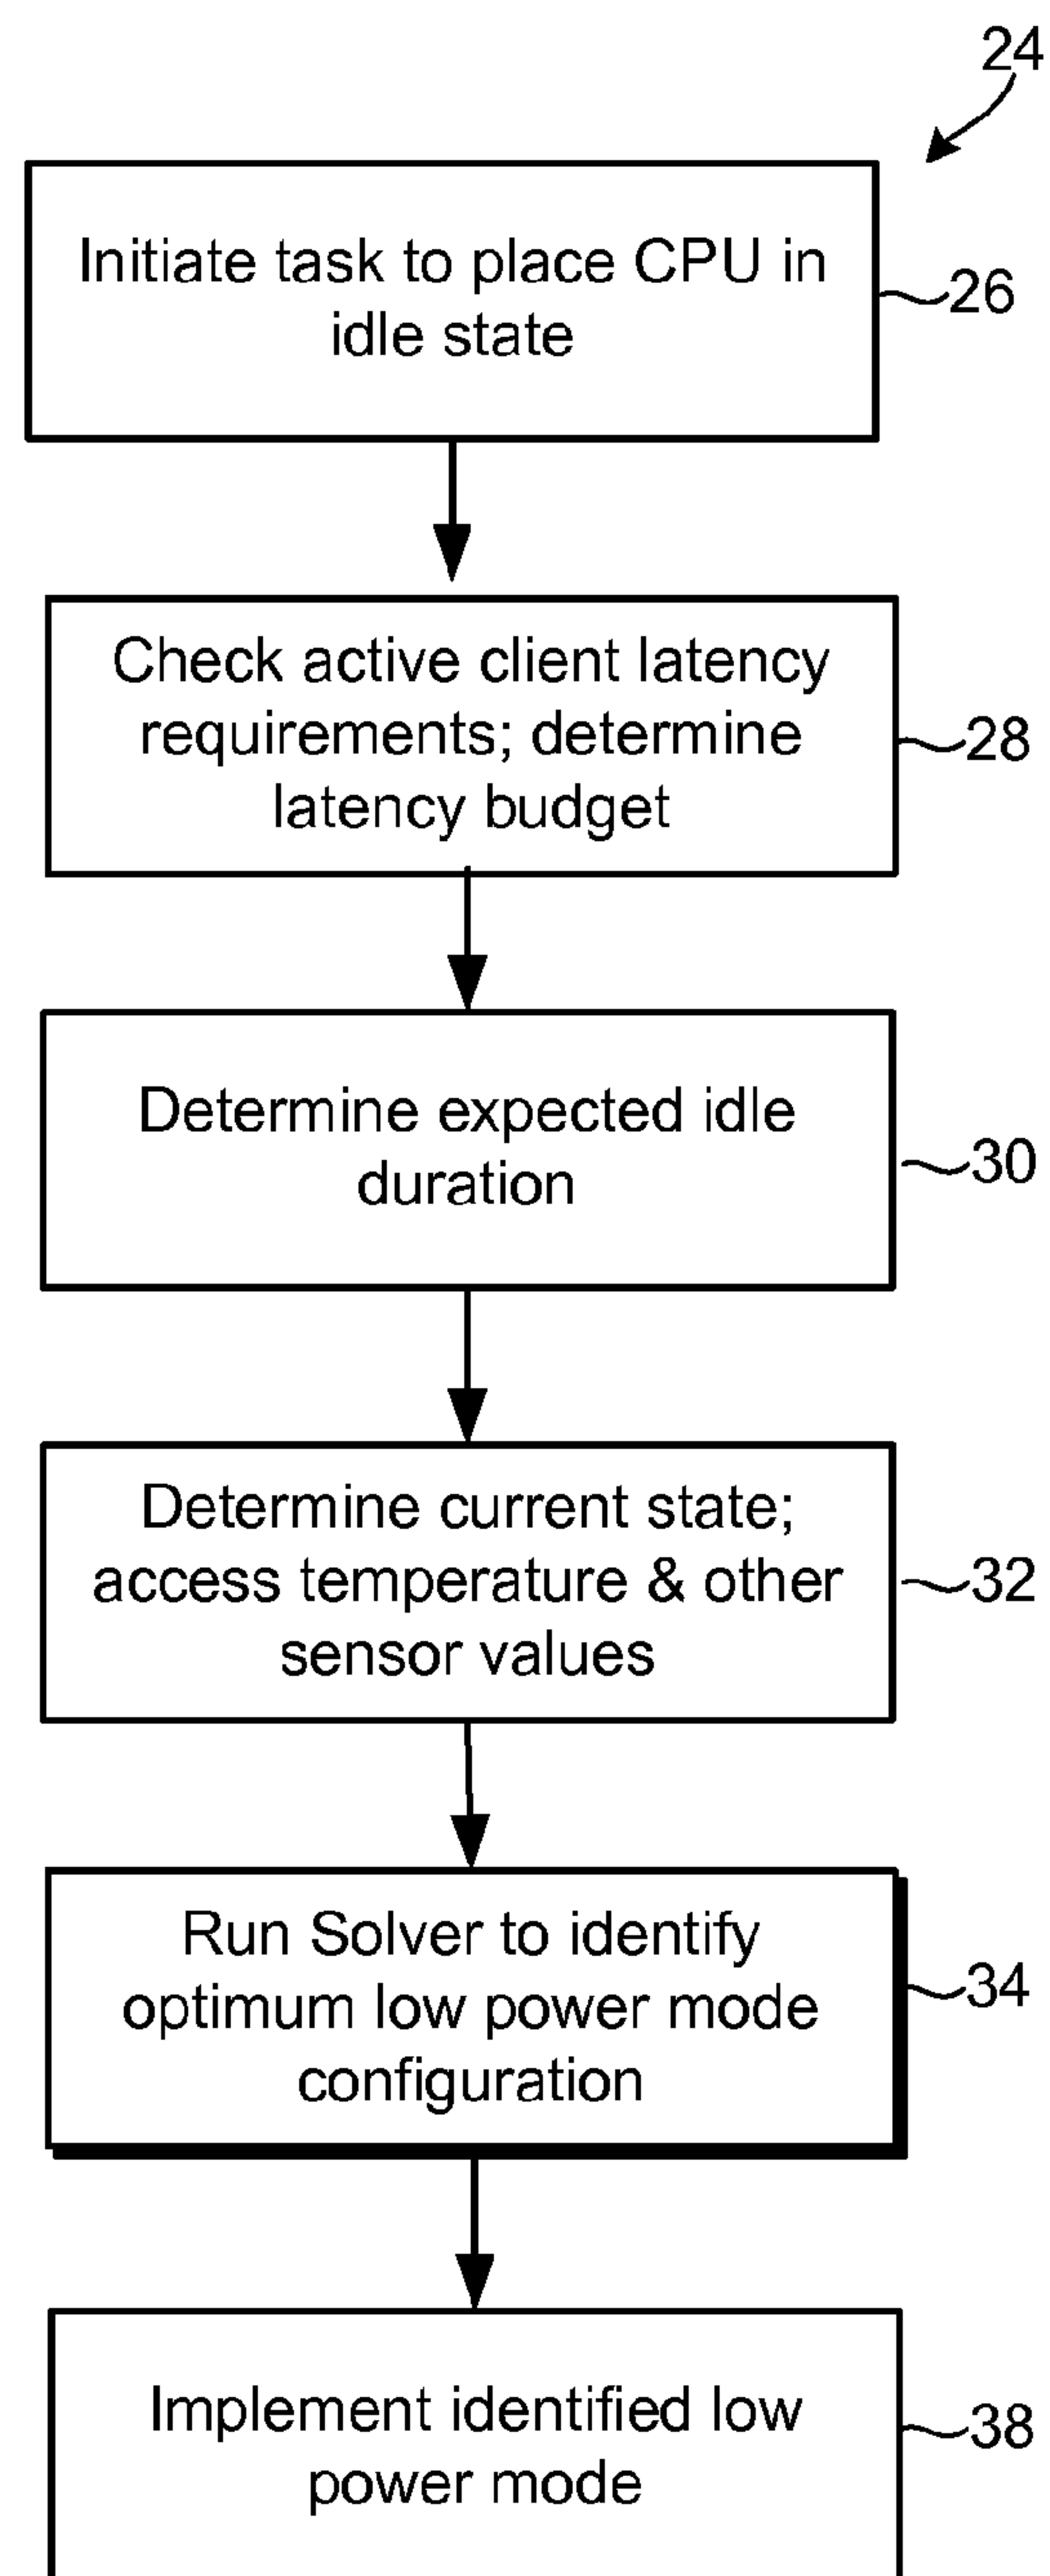 24
Initiate task to place CPU in
idle state
26
Check active client latency
requirements; determine
latency budget
28
Determine expected idle
duration
30
Determine current state;
access temperature & other
sensor values
32
Run Solver to identify
optimum low power mode
configuration
34
Implement identified low
power mode
38